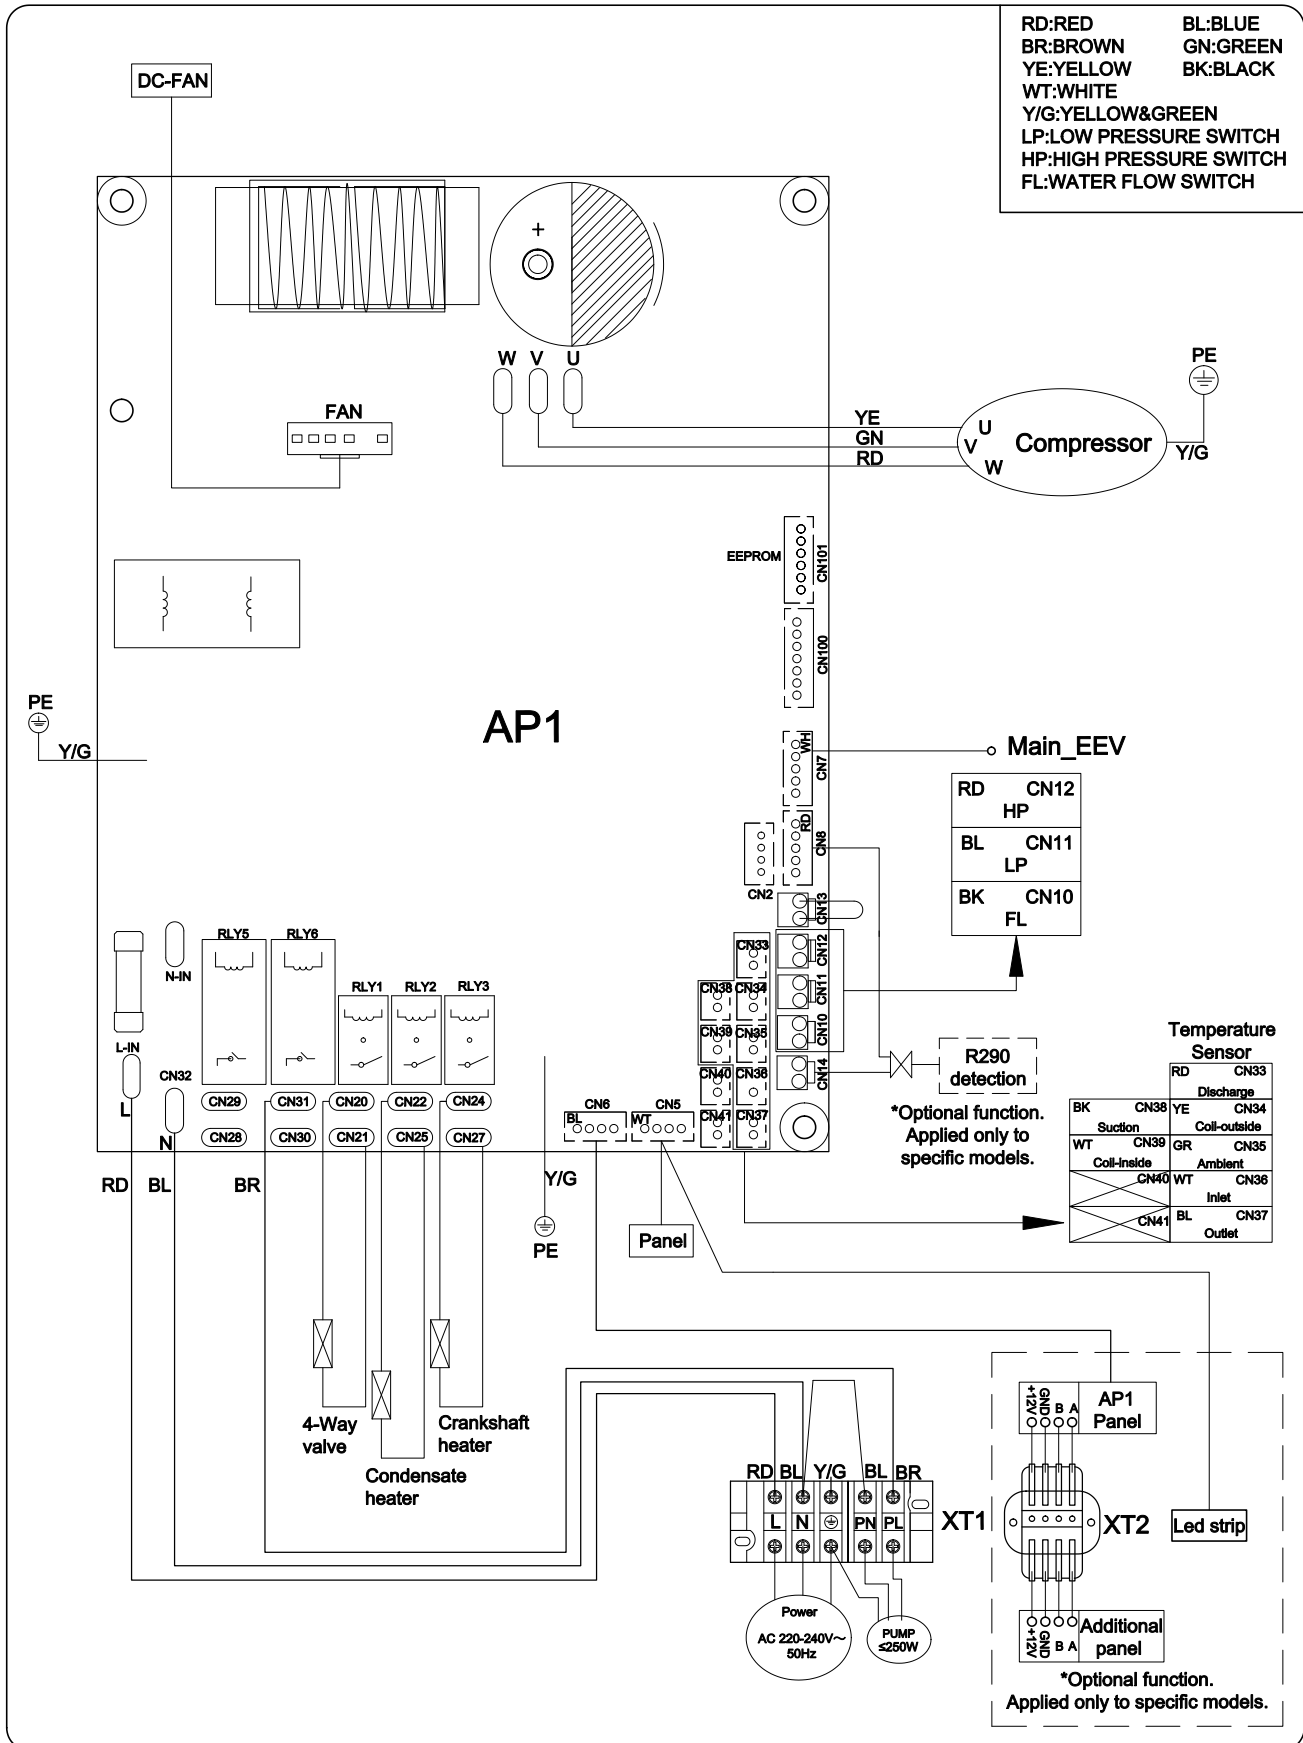 RD:RED BL:BLUE
BR:BROWN GN:GREEN
YE:YELLOW BK:BLACK
WT:WHITE
Y/G:YELLOW&GREEN
LP:LOW PRESSURE SWITCH
HP:HIGH PRESSURE SWITCH
FL:WATER FLOW SWITCH
DC-FAN
+
W V U
FAN
PE
YE
GN
RD
U
V
W
Compressor
Y/G
EEPROM
CN101
CN100
AP1
PE
Y/G
WH
CN7
Main_EEV
RD CN12
HP
BL CN11
LP
BK CN10
FL
RD
CN8
CN2
CN13
CN12
CN11
CN10
CN14
CN33
CN38 CN34
CN39 CN35
CN40 CN36
CN41 CN37
N-IN
RLY5
RLY6
RLY1
RLY2
RLY3
L-IN
CN32
L
N
CN29
CN31
CN20
CN22
CN24
CN28
CN30
CN21
CN25
CN27
CN6
BL
CN5
WT
R290
detection
*Optional function.
Applied only to
specific models.
Temperature
Sensor
RD CN33
Discharge
BK CN38 YE CN34
Suction Coil-outside
WT CN39 GR CN35
Coil-inside Ambient
CN40 WT CN36
Inlet
CN41 BL CN37
Outlet
RD
BL
BR
Y/G
PE
Panel
4-Way
valve
Condensate
heater
Crankshaft
heater
RD BL Y/G BL BR
L N PN PL
XT1
Power
AC 220-240V~
50Hz
PUMP
≤250W
+12V GND B A
AP1
Panel
XT2
Led strip
+12V GND B A
Additional
panel
*Optional function.
Applied only to specific models.